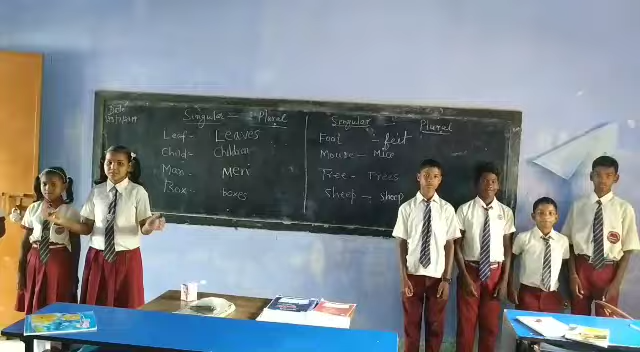 Date
Singular - Plural
Leaf - Leaves
Child - Children
Man - Men
Box - boxes
Singular Plural
Foot - feet
Mouse - Mice
Tree - Trees
Sheep - sheep